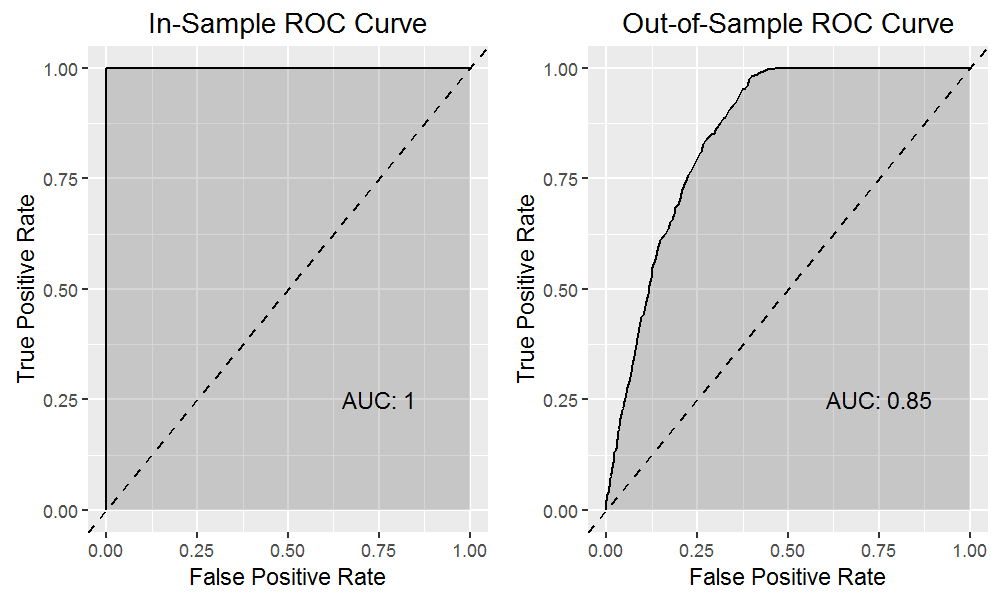 In-Sample ROC Curve
1.00
0.75
0.50
0.25
0.00
True Positive Rate
AUC: 1
0.00 0.25 0.50 0.75 1.00
False Positive Rate
Out-of-Sample ROC Curve
1.00
0.75
0.50
0.25
0.00
True Positive Rate
AUC: 0.85
0.00 0.25 0.50 0.75 1.00
False Positive Rate